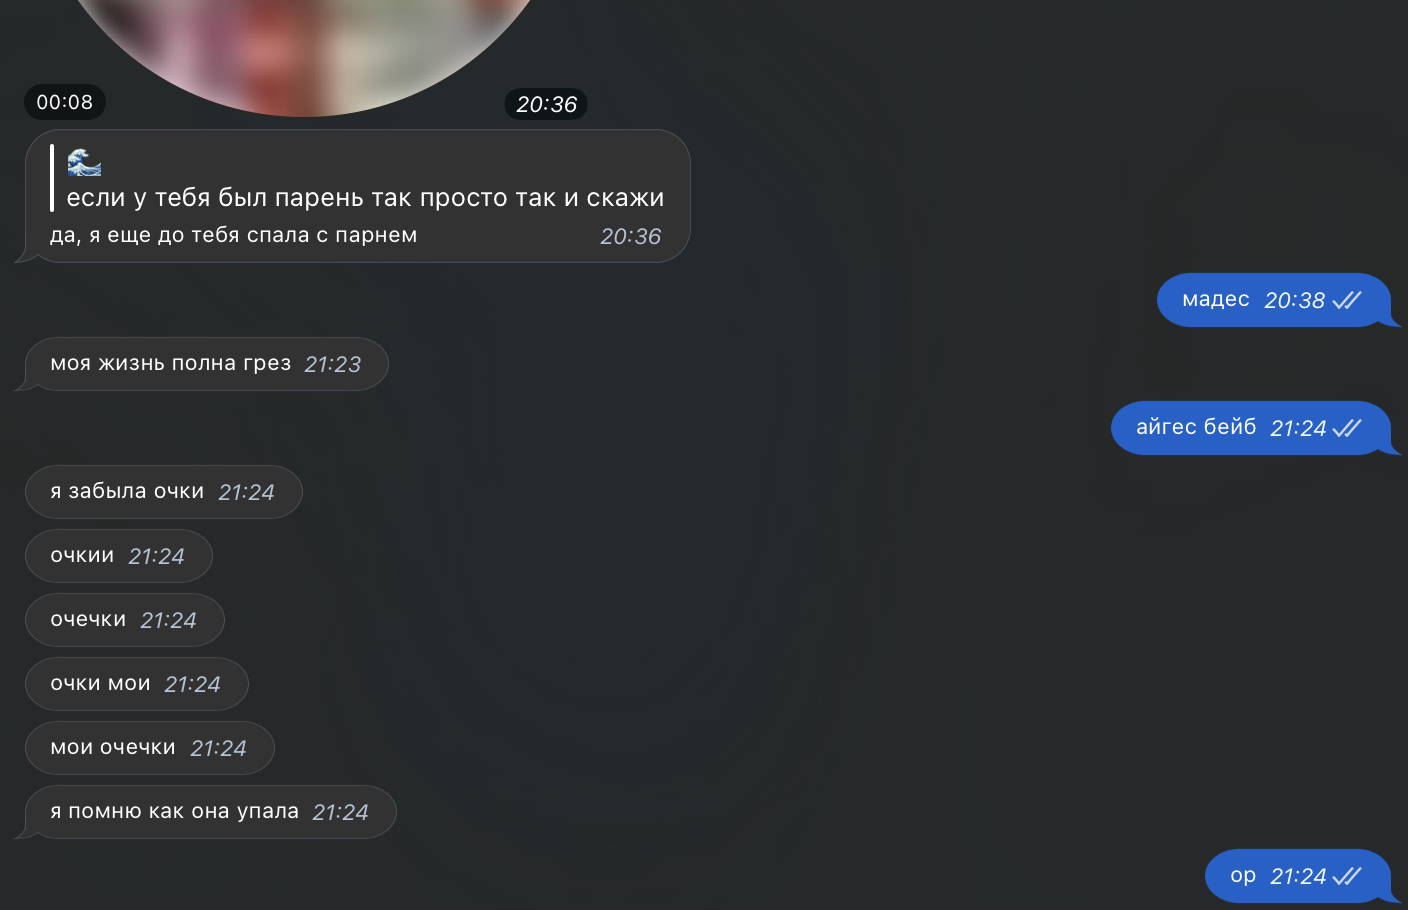 00:08
20:36
🌊
если у тебя был парень так просто так и скажи
да, я еще до тебя спала с парнем 20:36
мадес 20:38
моя жизнь полна грез 21:23
айгес бейб 21:24
я забыла очки 21:24
очкии 21:24
очечки 21:24
очки мои 21:24
мои очечки 21:24
я помню как она упала 21:24
ор 21:24